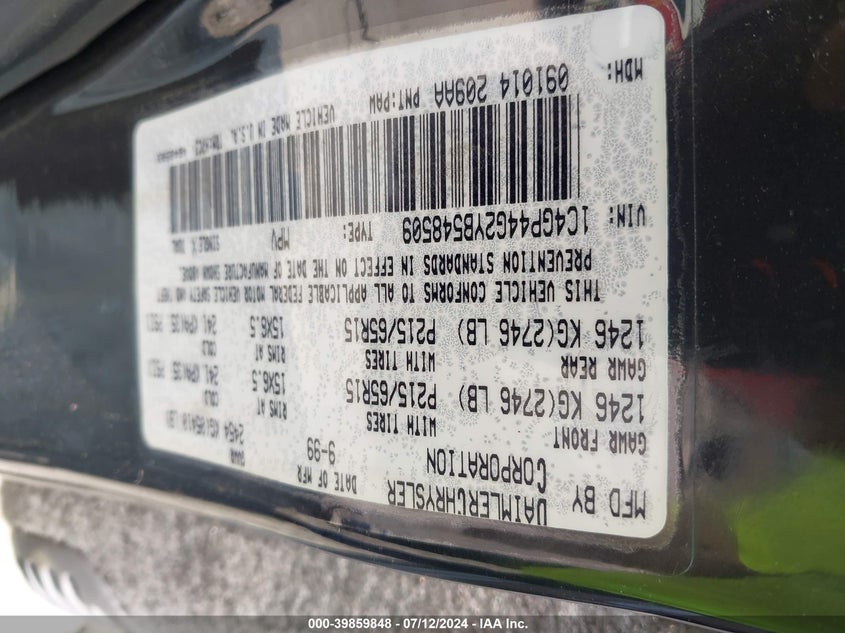 MFD BY DAIMLERCHRYSLER CORPORATION
DATE OF MFR 9-99
GVWR
GAWR FRONT WITH TIRES RIMS AT COLD
1246 KG(2746 LB) P215/65R15 15X6.5
GAWR REAR WITH TIRES RIMS AT COLD
1246 KG(2746 LB) P215/65R15 15X6.5
THIS VEHICLE CONFORMS TO ALL APPLICABLE FEDERAL MOTOR VEHICLE SAFETY AND THEFT
PREVENTION STANDARDS IN EFFECT ON THE DATE OF MANUFACTURE SHOWN ABOVE.
VIN: 1C4GP44G2YB548509 TYPE: MPV
MDH: 091014 209AA PNT:PAW VEHICLE MADE IN U.S.A.
000-39859848 - 07/12/2024 - IAA Inc.